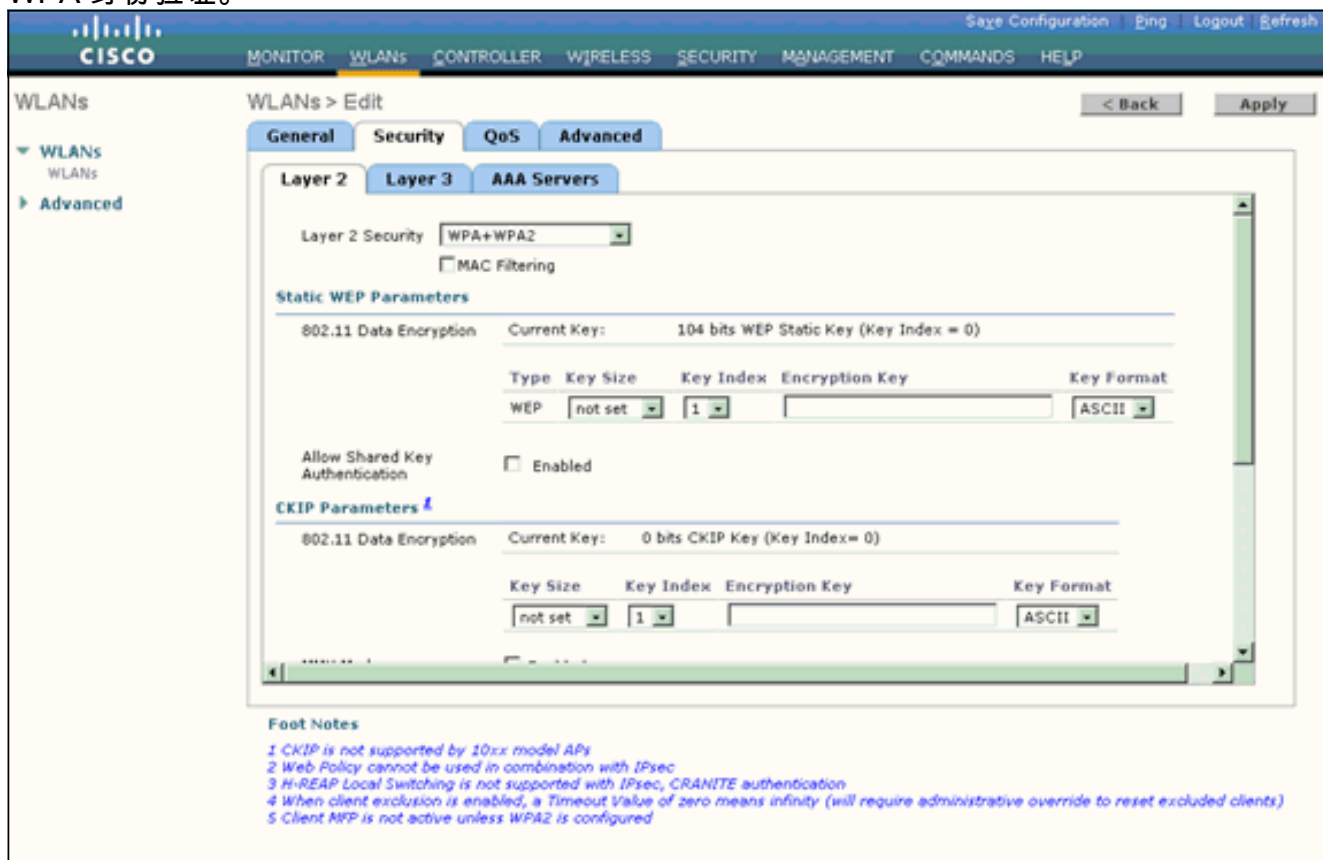 WPA 身份验证。
Save Configuration Ping Logout Refresh
CISCO
MONITOR WLANs CONTROLLER WIRELESS SECURITY MANAGEMENT COMMANDS HELP
WLANs
WLANs > Edit
< Back Apply
General Security QoS Advanced
WLANs
WLANs
Advanced
Layer 2 Layer 3 AAA Servers
Layer 2 Security WPA+WPA2
MAC Filtering
Static WEP Parameters
802.11 Data Encryption Current Key: 104 bits WEP Static Key (Key Index = 0)
Type Key Size Key Index Encryption Key Key Format
WEP not set 1 ASCII
Allow Shared Key
Authentication Enabled
CKIP Parameters 1
802.11 Data Encryption Current Key: 0 bits CKIP Key (Key Index= 0)
Key Size Key Index Encryption Key Key Format
not set 1 ASCII
Foot Notes
1 CKIP is not supported by 10xx model APs
2 Web Policy cannot be used in combination with IPsec
3 H-REAP Local Switching is not supported with IPsec, CRANITE authentication
4 When client exclusion is enabled, a Timeout Value of zero means infinity (will require administrative override to reset excluded clients)
5 Client MFP is not active unless WPA2 is configured